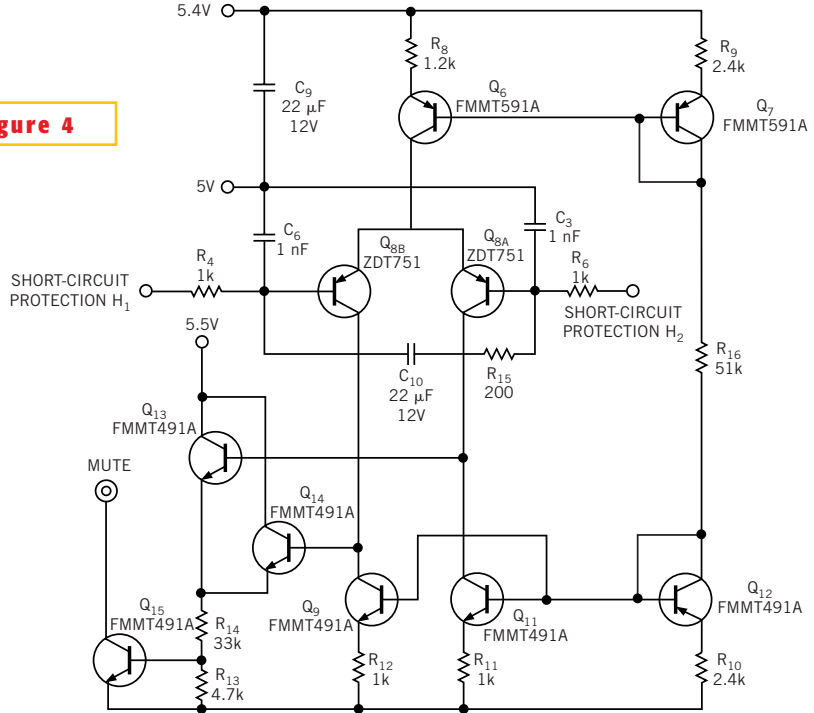 5.4V
R8
1.2k
R9
2.4k
C9
22 μF
12V
Q6
FMMT591A
Q7
FMMT591A
gure 4
5V
C6
1 nF
C3
1 nF
Q8B
ZDT751
Q8A
ZDT751
R4
1k
R6
1k
SHORT-CIRCUIT
PROTECTION H1
SHORT-CIRCUIT
PROTECTION H2
5.5V
C10
22 μF
12V
R15
200
R16
51k
Q13
FMMT491A
MUTE
Q14
FMMT491A
Q15
FMMT491A
R14
33k
Q9
FMMT491A
Q11
FMMT491A
Q12
FMMT491A
R13
4.7k
R12
1k
R11
1k
R10
2.4k